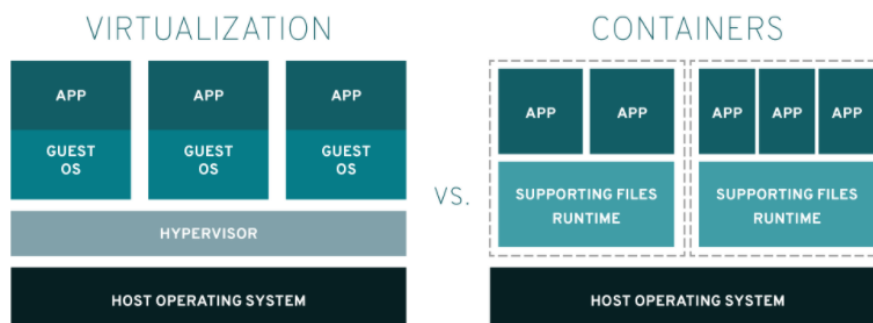 VIRTUALIZATION
APP
APP
APP
GUEST
OS
GUEST
OS
GUEST
OS
HYPERVISOR
HOST OPERATING SYSTEM
VS.
CONTAINERS
APP
APP
APP
APP
APP
SUPPORTING FILES
RUNTIME
SUPPORTING FILES
RUNTIME
HOST OPERATING SYSTEM